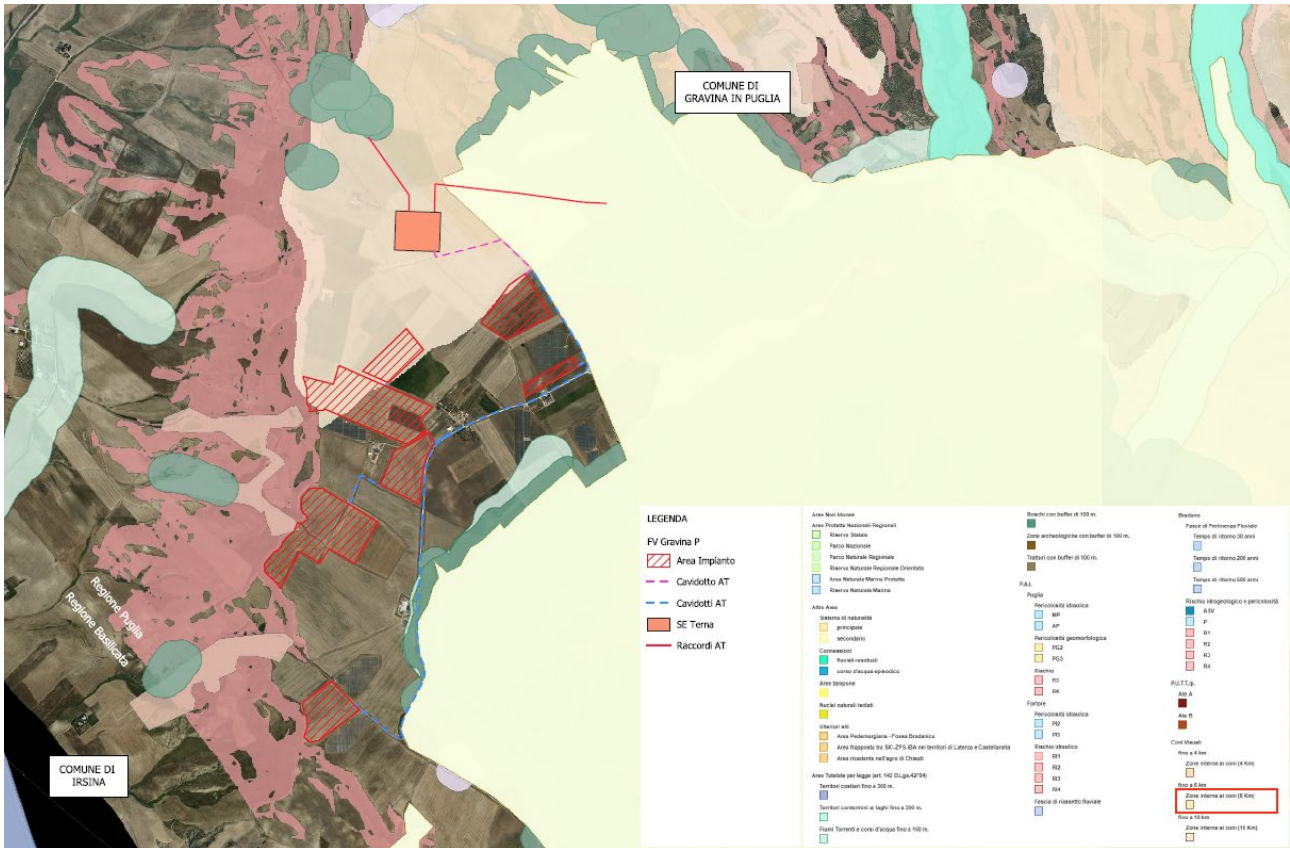 COMUNE DI
GRAVINA IN PUGLIA
Regione Puglia
Regione Basilicata
COMUNE DI
IRSINA
LEGENDA
FV Gravina P
Area Impianto
Cavidotto AT
Cavidotti AT
SE Terna
Raccordi AT
Aree Non Idonee
Aree Protette Nazionali-Regionali
Riserve Statale
Parco Nazionale
Parco Naturale Regionale
Riserva Naturale Regionale Orientata
Area Naturale Marina Protetta
Riserva Naturale Marina
Altre Aree
Sistema di naturalità
principale
secondario
Connessioni
fluviali-residuali
corso d'acqua episodico
Aree tampone
Nuclei naturali isolati
Ulteriori siti
Area Pedemurgiana - Fossa Bradanica
Area frapposta tra SIC-ZPS-IBA nei territori di Laterza e Castellaneta
Area ricadente nell'agro di Chieuti
Aree Tutelate per legge (art. 142 D.Lgs.42'04)
Territori costieri fino a 300 m.
Territori contermini ai laghi fino a 300 m.
Fiumi Torrenti e corsi d'acqua fino a 150 m.
Boschi con buffer di 100 m.
Zone archeologiche con buffer di 100 m.
Tratturi con buffer di 100 m.
P.A.I.
Puglia
Pericolosità idraulica
MP
AP
Pericolosità geomorfologica
PG2
PG3
Rischio
R3
R4
Fortore
Pericolosità idraulica
PI2
PI3
Rischio idraulico
RI1
RI2
RI3
RI4
Fascia di riassetto fluviale
Bradano
Fasce di Pertinenza Fluviale
Tempo di ritorno 30 anni
Tempo di ritorno 200 anni
Tempo di ritorno 500 anni
Rischio idrogeologico e pericolosità
ASV
P
R1
R2
R3
R4
P.U.T.T./p.
Ate A
Ate B
Coni Visuali
fino a 4 km
Zone interne ai coni (4 Km)
fino a 6 km
Zone interne ai coni (6 Km)
fino a 10 km
Zone interne ai coni (10 Km)